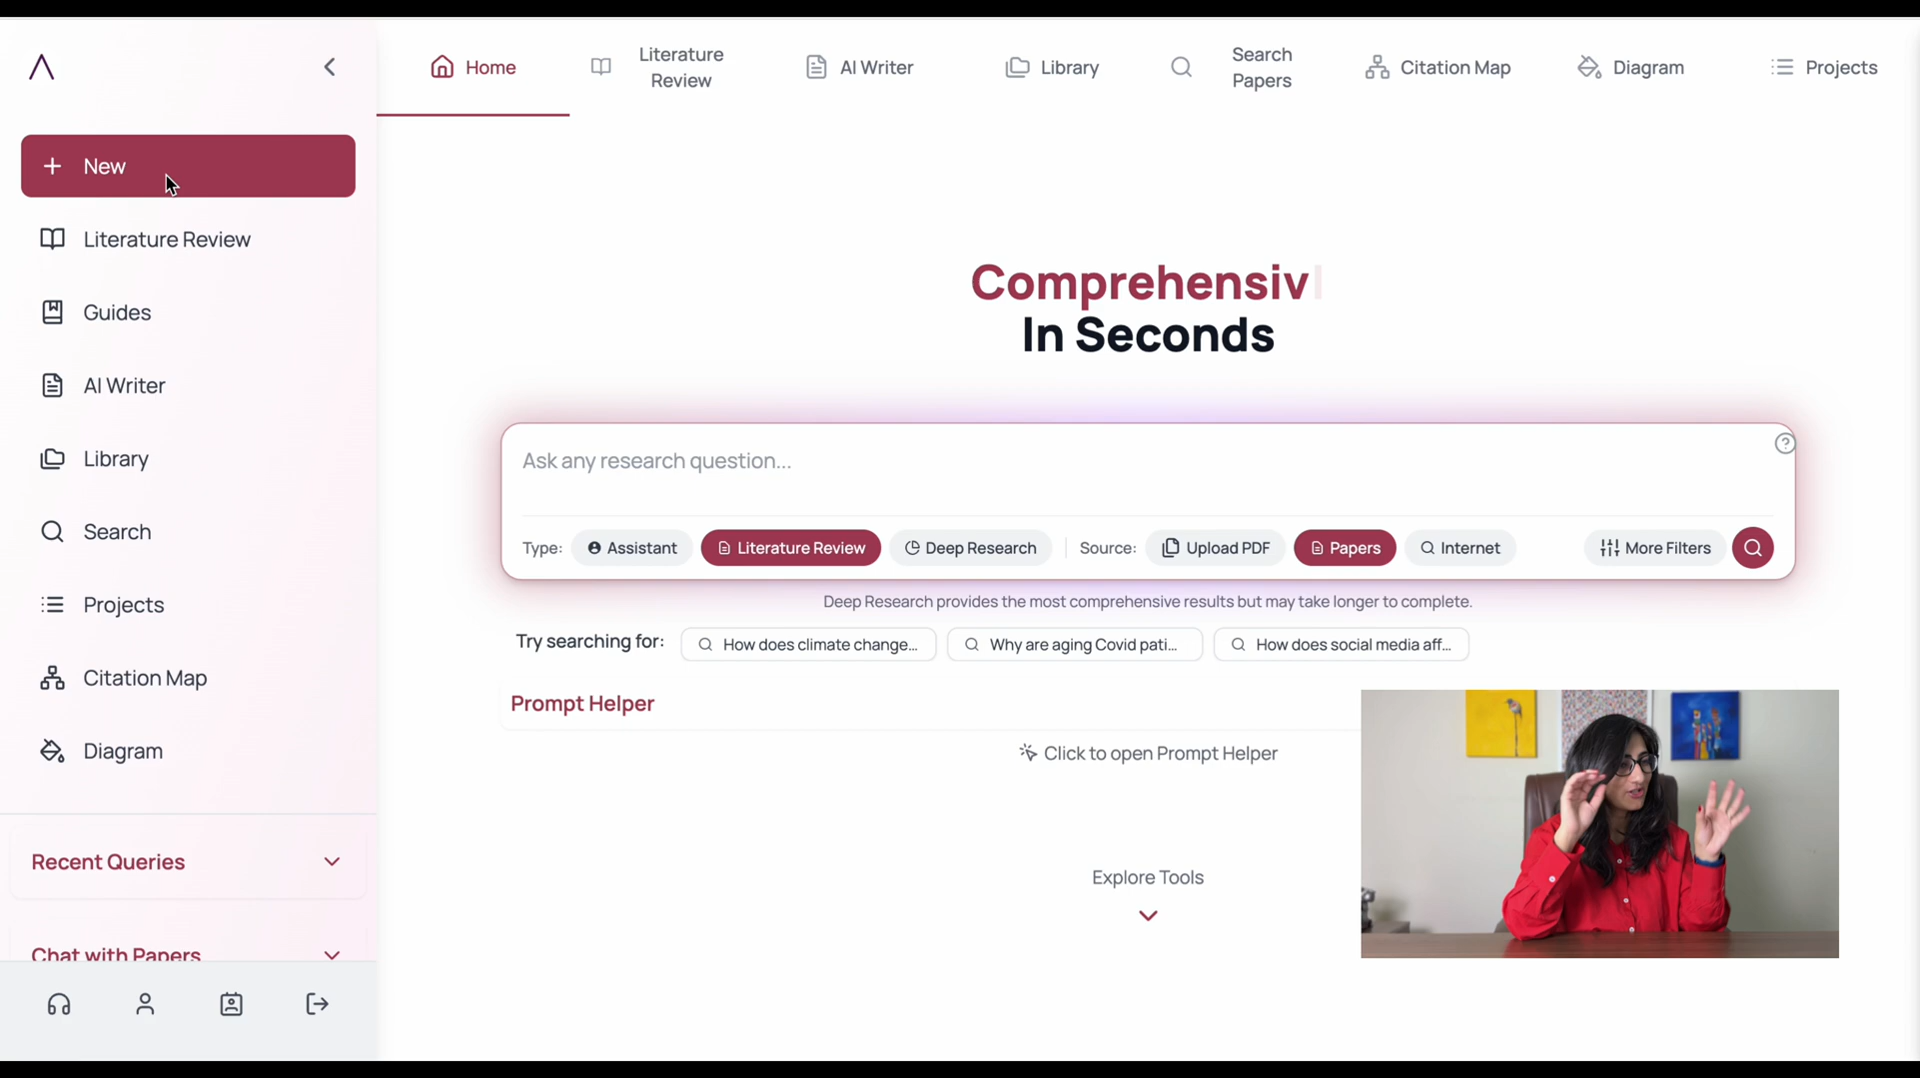 Home
Literature
Review
AI Writer
Library
Search
Papers
Citation Map
Diagram
Projects
New
Literature Review
Guides
AI Writer
Library
Search
Projects
Citation Map
Diagram
Recent Queries
Chat with Papers
Comprehensiv
In Seconds
Ask any research question...
Type: Assistant Literature Review Deep Research Source: Upload PDF Papers Internet More Filters
Deep Research provides the most comprehensive results but may take longer to complete.
Try searching for: How does climate change... Why are aging Covid pati... How does social media aff...
Prompt Helper
Click to open Prompt Helper
Explore Tools